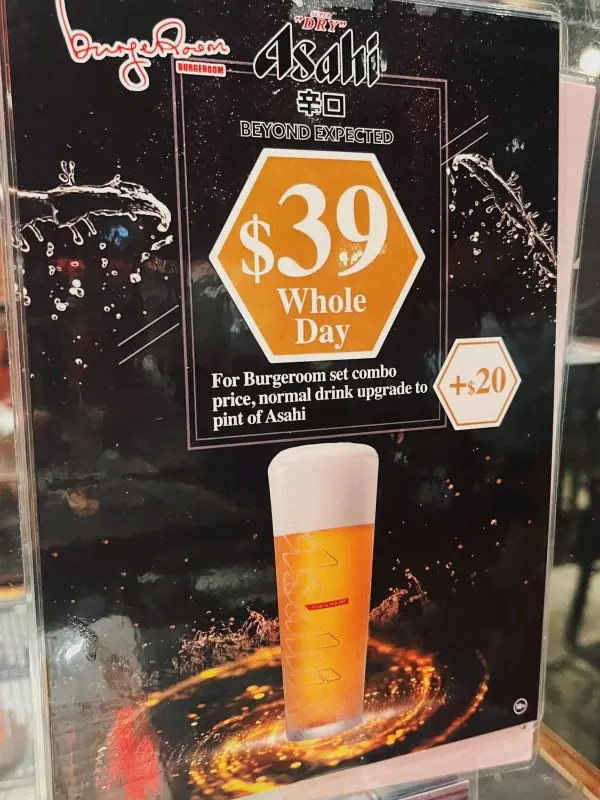 BurgeRoom
BURGEROOM
SUPER
"DRY"
Asahi
辛口
BEYOND EXPECTED
$39
Whole
Day
For Burgeroom set combo
price, normal drink upgrade to
pint of Asahi
+$20
Asahi